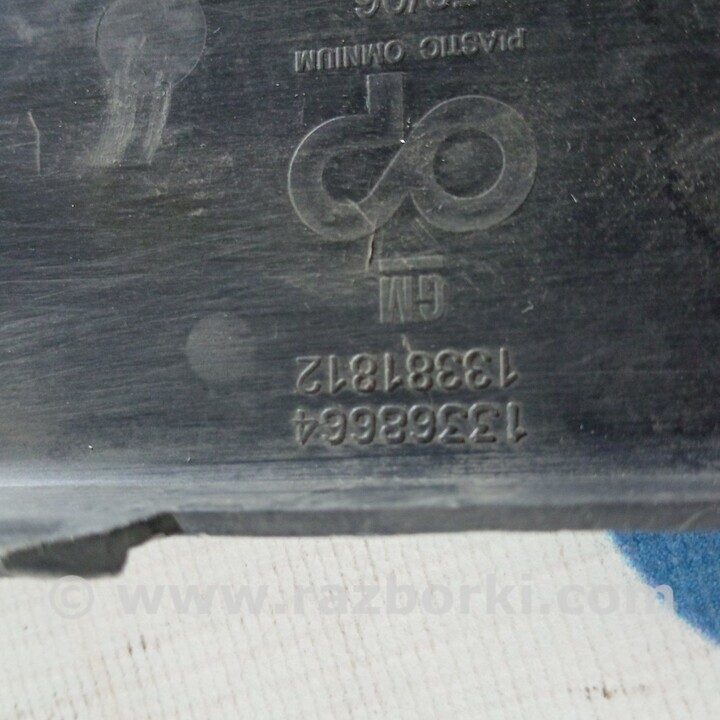 13368664
13381812
GM
PLASTIC OMNIUM
© www.razborki.com